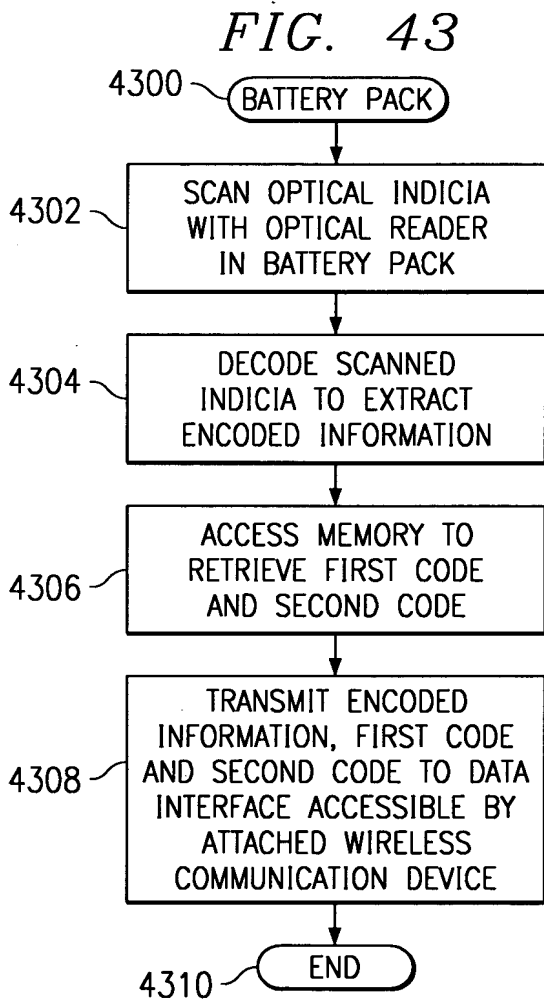 FIG. 43
4300
BATTERY PACK
4302
SCAN OPTICAL INDICIA
WITH OPTICAL READER
IN BATTERY PACK
4304
DECODE SCANNED
INDICIA TO EXTRACT
ENCODED INFORMATION
4306
ACCESS MEMORY TO
RETRIEVE FIRST CODE
AND SECOND CODE
4308
TRANSMIT ENCODED
INFORMATION, FIRST CODE
AND SECOND CODE TO DATA
INTERFACE ACCESSIBLE BY
ATTACHED WIRELESS
COMMUNICATION DEVICE
4310
END